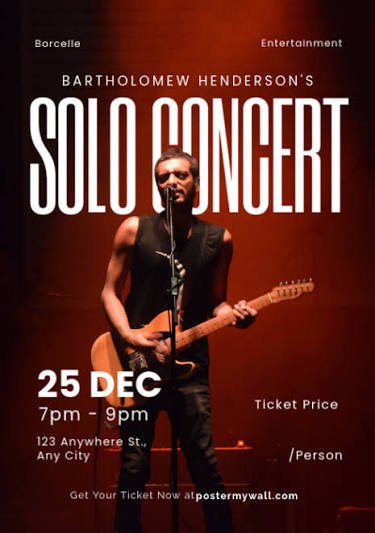 Borcelle Entertainment
BARTHOLOMEW HENDERSON'S
SOLO CONCERT
25 DEC
7pm - 9pm
123 Anywhere St.,
Any City
Ticket Price
/Person
Get Your Ticket Now at postermywall.com